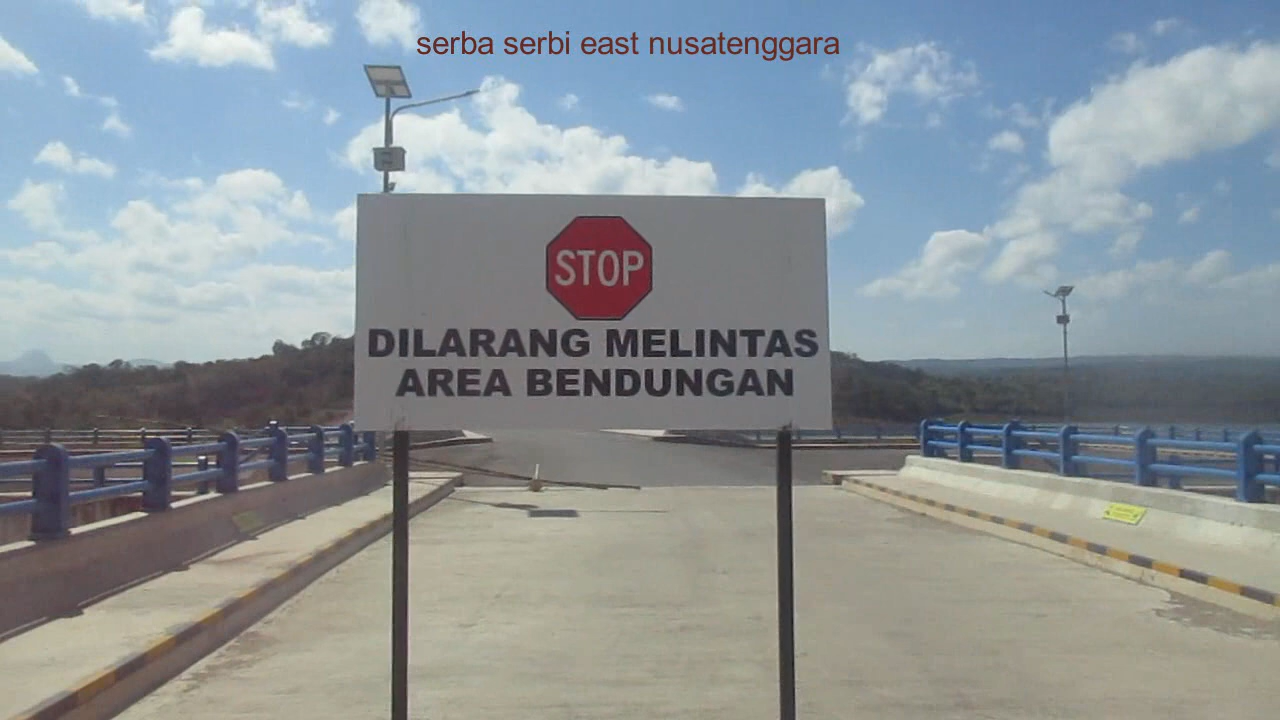 serba serbi east nusatenggara
STOP
DILARANG MELINTAS
AREA BENDUNGAN